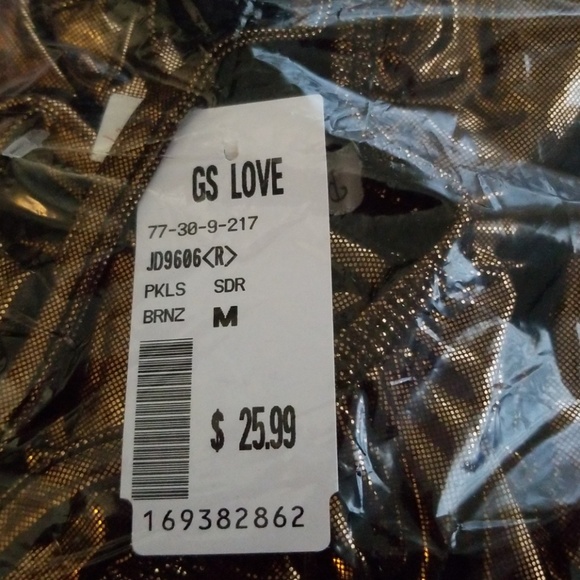 GS LOVE
77-30-9-217
JD9606<R>
PKLS SDR
BRNZ M
$ 25.99
169382862